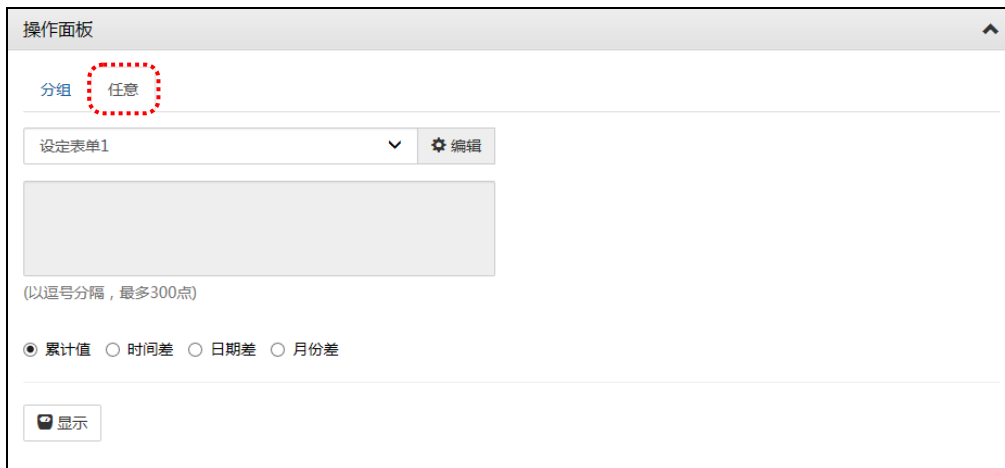 操作面板
分组 任意
设定表单1 编辑
(以逗号分隔，最多300点)
累计值 时间差 日期差 月份差
显示